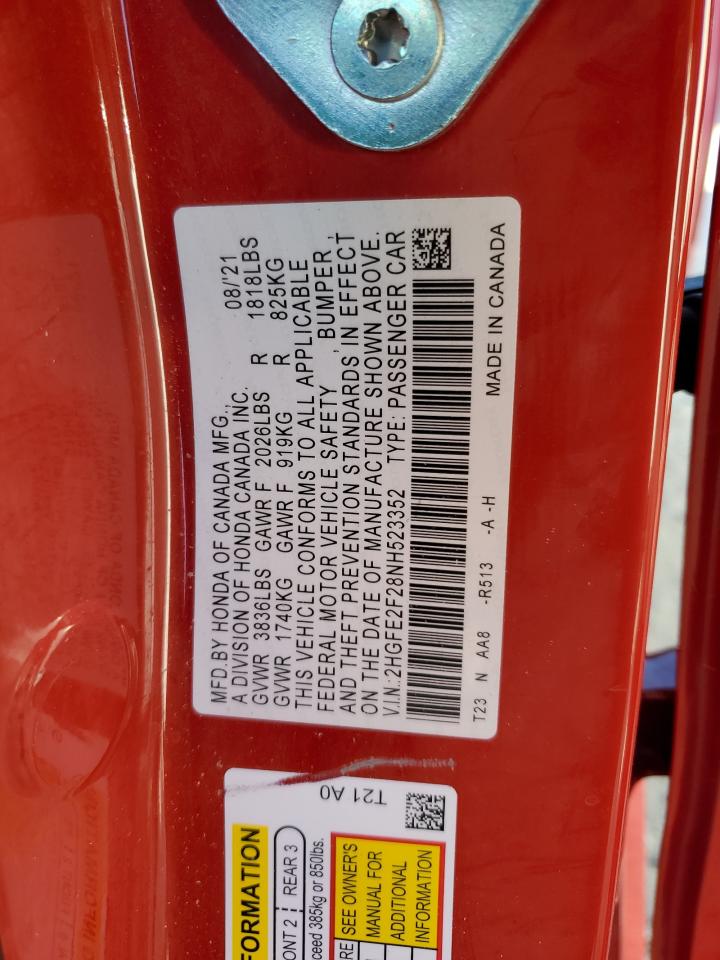 MFD.BY HONDA OF CANADA MFG., 08/'21
A DIVISION OF HONDA CANADA INC.
GVWR 3836LBS GAWR F 2026LBS R 1818LBS
GVWR 1740KG GAWR F 919KG R 825KG
THIS VEHICLE CONFORMS TO ALL APPLICABLE
FEDERAL MOTOR VEHICLE SAFETY , BUMPER ,
AND THEFT PREVENTION STANDARDS IN EFFECT
ON THE DATE OF MANUFACTURE SHOWN ABOVE.
V.I.N.:2HGFE2F28NH523352 TYPE: PASSENGER CAR
T23 N AA8 -R513 -A -H
MADE IN CANADA
T21 A0
FORMATION
ONT 2 REAR 3
ceed 385kg or 850lbs.
RE SEE OWNER'S
MANUAL FOR
ADDITIONAL
INFORMATION